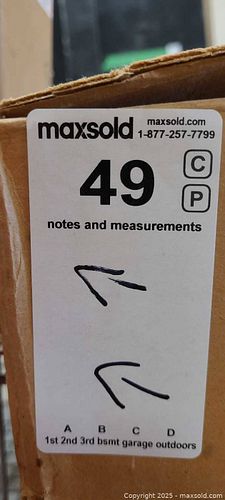 maxsold maxsold.com
1-877-257-7799
49 C
P
notes and measurements
A B C D
1st 2nd 3rd bsmt garage outdoors
Copyright 2025 - maxsold.com